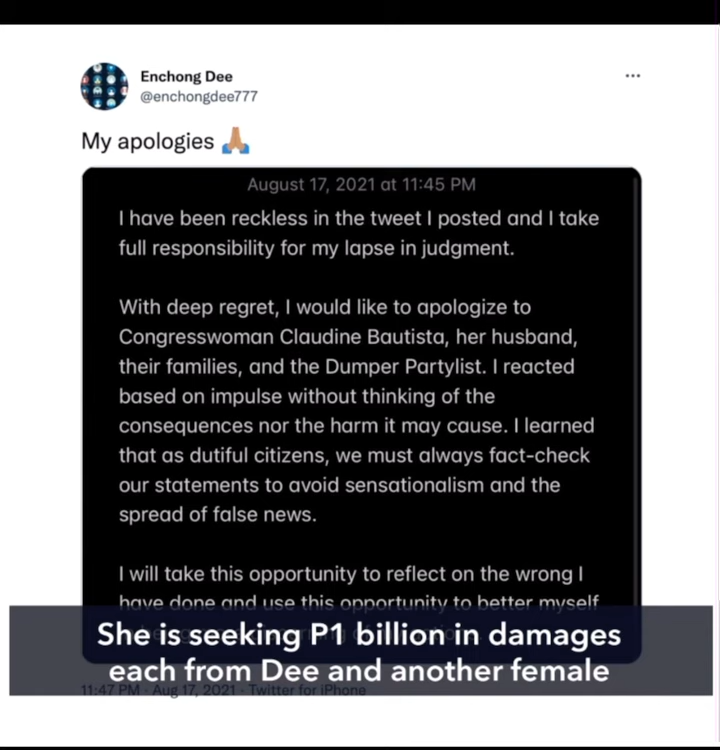 Enchong Dee
@enchongdee777
My apologies 🙏🏽
August 17, 2021 at 11:45 PM
I have been reckless in the tweet I posted and I take
full responsibility for my lapse in judgment.
With deep regret, I would like to apologize to
Congresswoman Claudine Bautista, her husband,
their families, and the Dumper Partylist. I reacted
based on impulse without thinking of the
consequences nor the harm it may cause. I learned
that as dutiful citizens, we must always fact-check
our statements to avoid sensationalism and the
spread of false news.
I will take this opportunity to reflect on the wrong I
have done and use this opportunity to better myself
She is seeking P1 billion in damages
each from Dee and another female
11:47 PM · Aug 17, 2021 · Twitter for iPhone